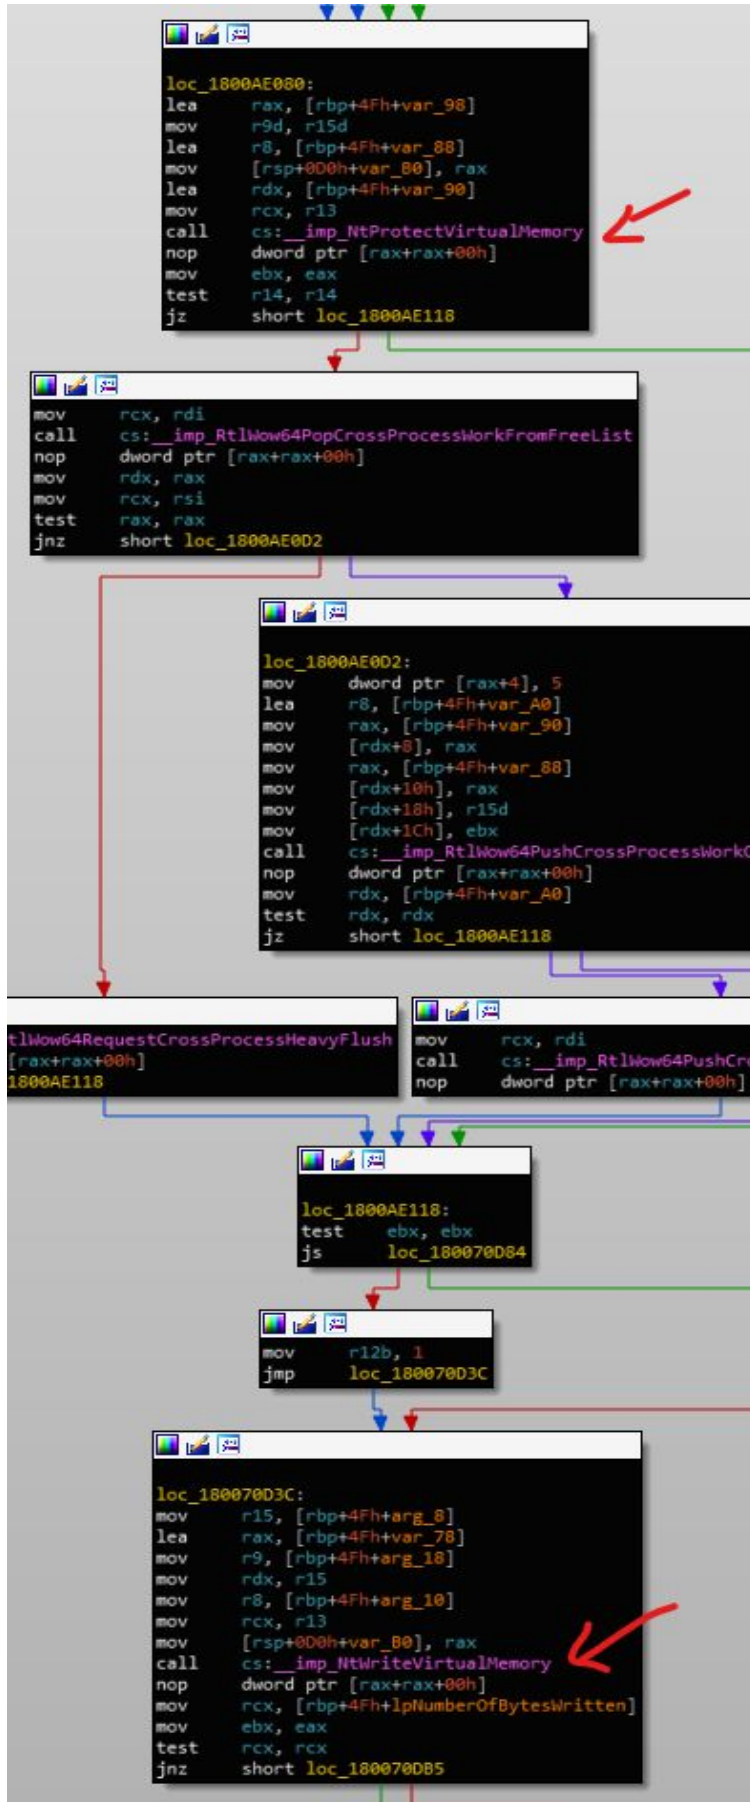 loc_1800AE080:
lea rax, [rbp+4Fh+var_98]
mov r9d, r15d
lea r8, [rbp+4Fh+var_88]
mov [rsp+0D0h+var_B0], rax
lea rdx, [rbp+4Fh+var_90]
mov rcx, r13
call cs:__imp_NtProtectVirtualMemory
nop dword ptr [rax+rax+00h]
mov ebx, eax
test r14, r14
jz short loc_1800AE118
mov rcx, rdi
call cs:__imp_RtlWow64PopCrossProcessWorkFromFreeList
nop dword ptr [rax+rax+00h]
mov rdx, rax
mov rcx, rsi
test rax, rax
jnz short loc_1800AE0D2
loc_1800AE0D2:
mov dword ptr [rax+4], 5
lea r8, [rbp+4Fh+var_A0]
mov rax, [rbp+4Fh+var_90]
mov [rdx+8], rax
mov rax, [rbp+4Fh+var_88]
mov [rdx+10h], rax
mov [rdx+18h], r15d
mov [rdx+1Ch], ebx
call cs:__imp_RtlWow64PushCrossProcessWorkO
nop dword ptr [rax+rax+00h]
mov rdx, [rbp+4Fh+var_A0]
test rdx, rdx
jz short loc_1800AE118
tlWow64RequestCrossProcessHeavyFlush
[rax+rax+00h]
1800AE118
mov rcx, rdi
call cs:__imp_RtlWow64PushCro
nop dword ptr [rax+rax+00h]
loc_1800AE118:
test ebx, ebx
js loc_180070D84
mov r12b, 1
jmp loc_180070D3C
loc_180070D3C:
mov r15, [rbp+4Fh+arg_8]
lea rax, [rbp+4Fh+var_78]
mov r9, [rbp+4Fh+arg_18]
mov rdx, r15
mov r8, [rbp+4Fh+arg_10]
mov rcx, r13
mov [rsp+0D0h+var_B0], rax
call cs:__imp_NtWriteVirtualMemory
nop dword ptr [rax+rax+00h]
mov rcx, [rbp+4Fh+lpNumberOfBytesWritten]
mov ebx, eax
test rcx, rcx
jnz short loc_180070DB5